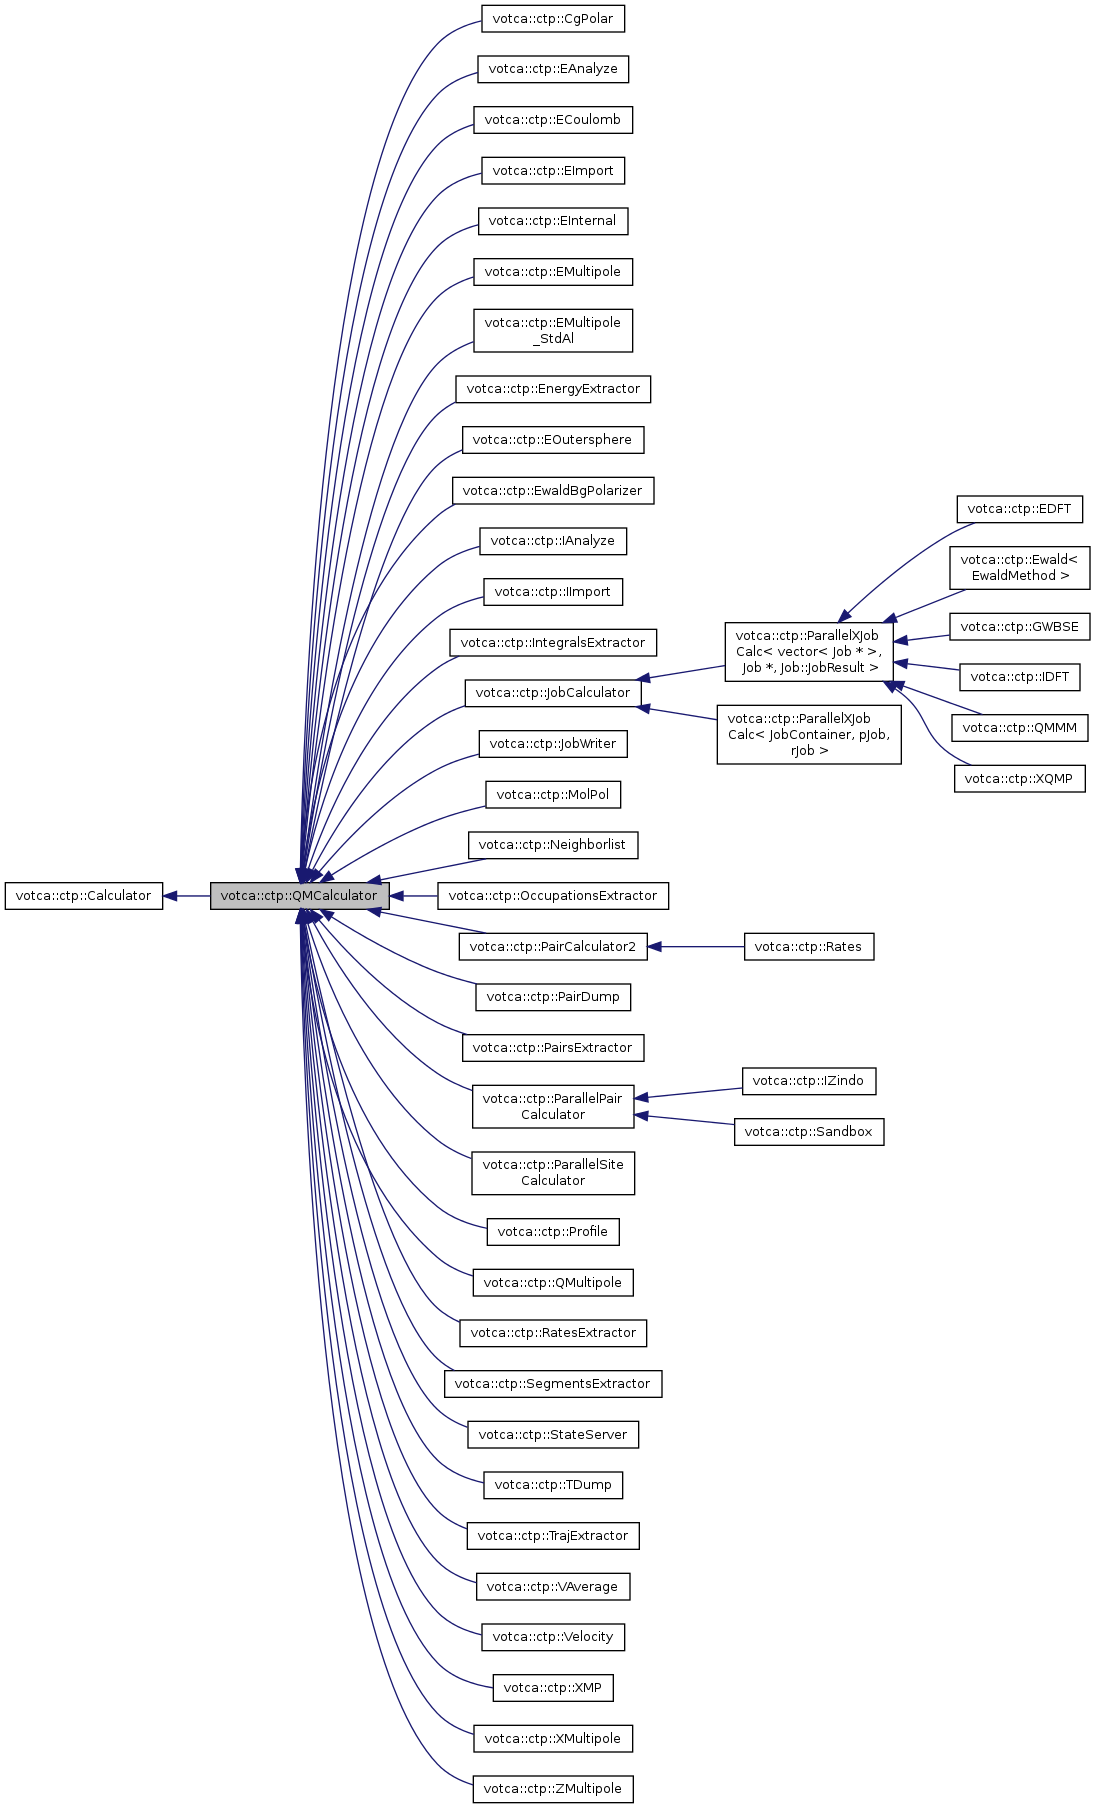 votca::ctp::CgPolar
votca::ctp::EAnalyze
votca::ctp::ECoulomb
votca::ctp::EImport
votca::ctp::EInternal
votca::ctp::EMultipole
votca::ctp::EMultipole
_StdAl
votca::ctp::EnergyExtractor
votca::ctp::EOutersphere
votca::ctp::EwaldBgPolarizer
votca::ctp::IAnalyze
votca::ctp::IImport
votca::ctp::IntegralsExtractor
votca::ctp::JobCalculator
votca::ctp::JobWriter
votca::ctp::MolPol
votca::ctp::Neighborlist
votca::ctp::Calculator
votca::ctp::QMCalculator
votca::ctp::OccupationsExtractor
votca::ctp::PairCalculator2
votca::ctp::Rates
votca::ctp::PairDump
votca::ctp::PairsExtractor
votca::ctp::ParallelPair
Calculator
votca::ctp::IZindo
votca::ctp::Sandbox
votca::ctp::ParallelSite
Calculator
votca::ctp::Profile
votca::ctp::QMultipole
votca::ctp::RatesExtractor
votca::ctp::SegmentsExtractor
votca::ctp::StateServer
votca::ctp::TDump
votca::ctp::TrajExtractor
votca::ctp::VAverage
votca::ctp::Velocity
votca::ctp::XMP
votca::ctp::XMultipole
votca::ctp::ZMultipole
votca::ctp::ParallelXJob
Calc< vector< Job * >,
Job *, Job::JobResult >
votca::ctp::ParallelXJob
Calc< JobContainer, pJob,
rJob >
votca::ctp::EDFT
votca::ctp::Ewald<
EwaldMethod >
votca::ctp::GWBSE
votca::ctp::IDFT
votca::ctp::QMMM
votca::ctp::XQMP